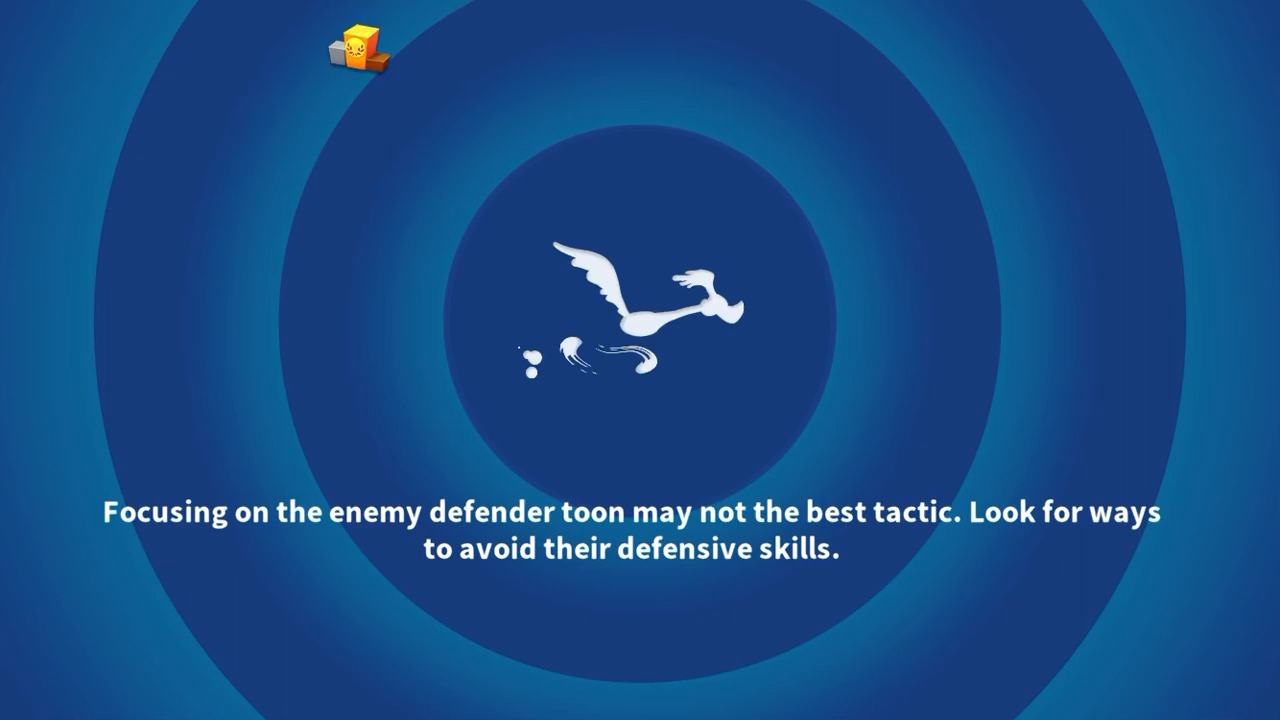 Focusing on the enemy defender toon may not the best tactic. Look for ways
to avoid their defensive skills.